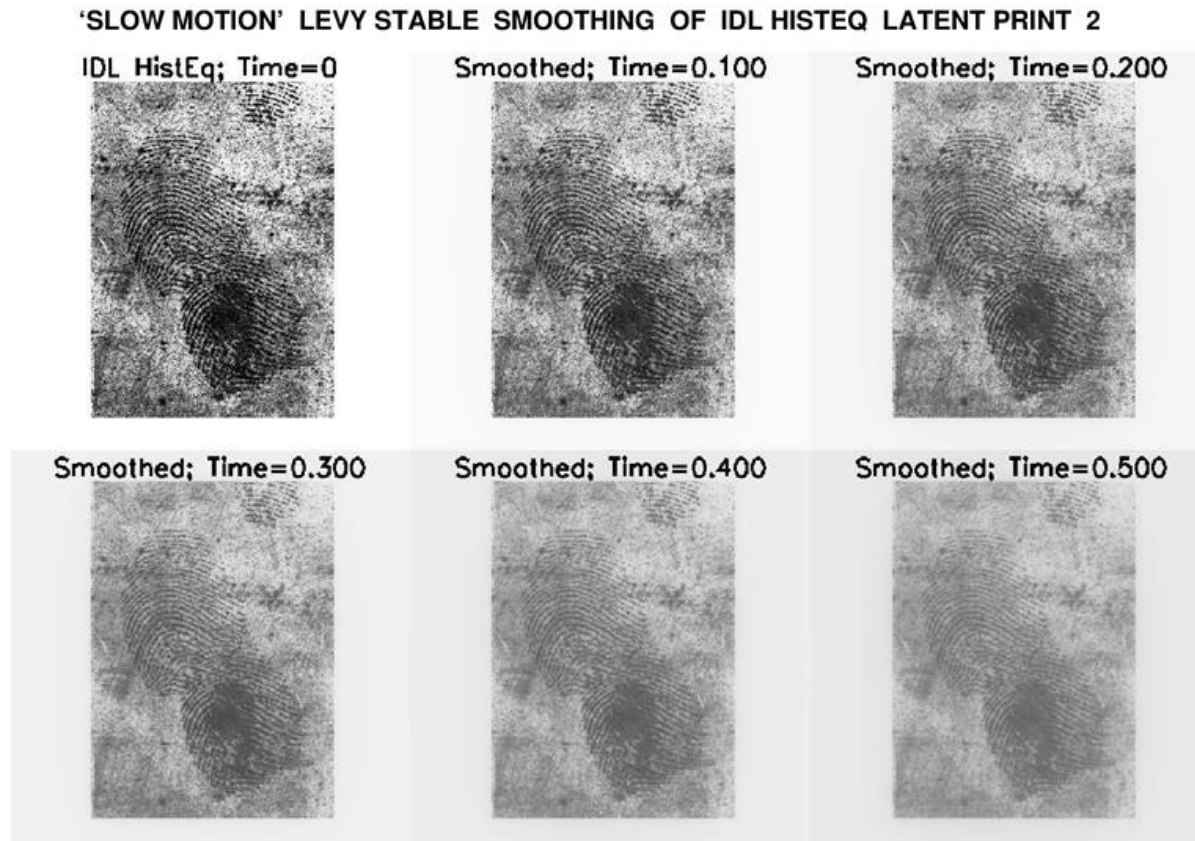 ‘SLOW MOTION’ LEVY STABLE SMOOTHING OF IDL HISTEQ LATENT PRINT 2
IDL HistEq; Time=0
Smoothed; Time=0.100
Smoothed; Time=0.200
Smoothed; Time=0.300
Smoothed; Time=0.400
Smoothed; Time=0.500